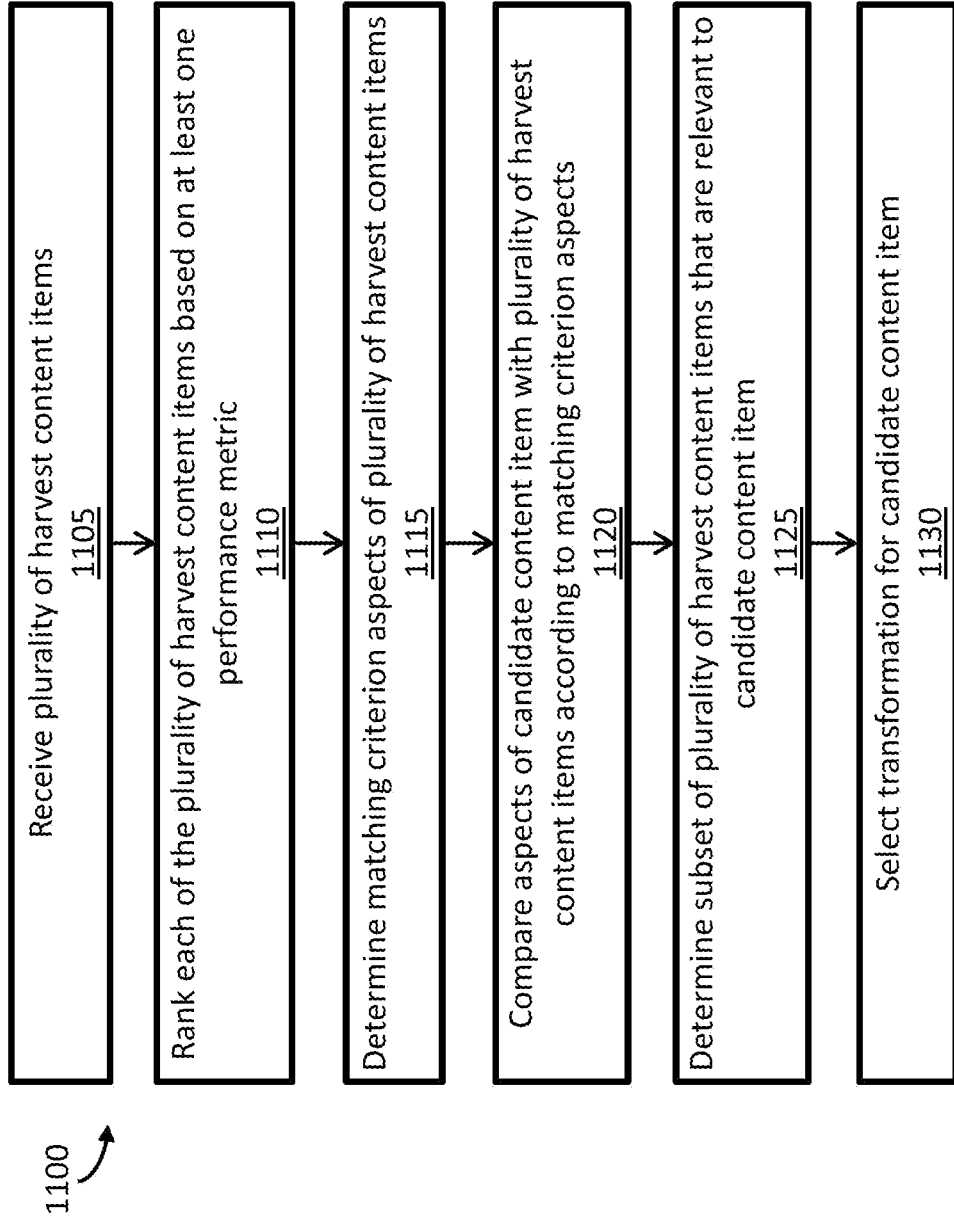 1100
Receive plurality of harvest content items
1105
Rank each of the plurality of harvest content items based on at least one
performance metric
1110
Determine matching criterion aspects of plurality of harvest content items
1115
Compare aspects of candidate content item with plurality of harvest
content items according to matching criterion aspects
1120
Determine subset of plurality of harvest content items that are relevant to
candidate content item
1125
Select transformation for candidate content item
1130